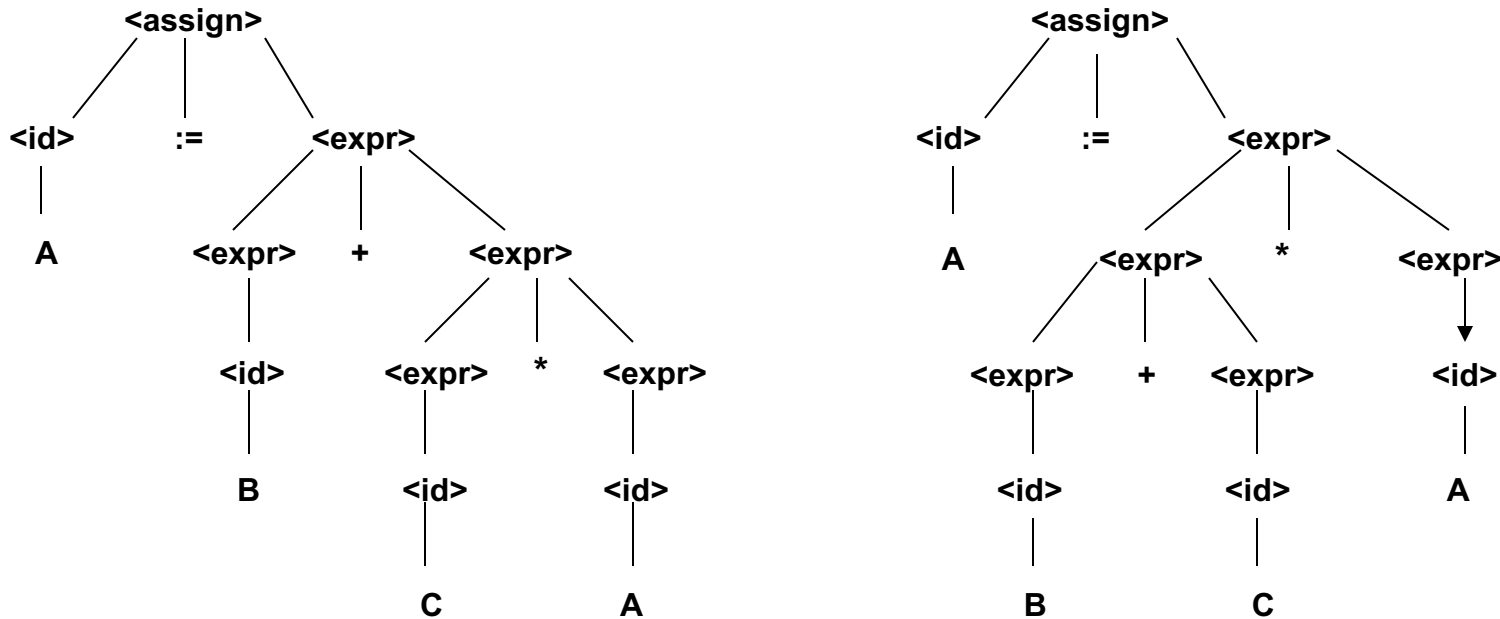 <assign> <assign>
<id> := <expr> <id> := <expr>
A <expr> + <expr> A <expr> * <expr>
<id> <expr> * <expr> <expr> + <expr> <id>
B <id> <id> <id> <id> A
C A B C